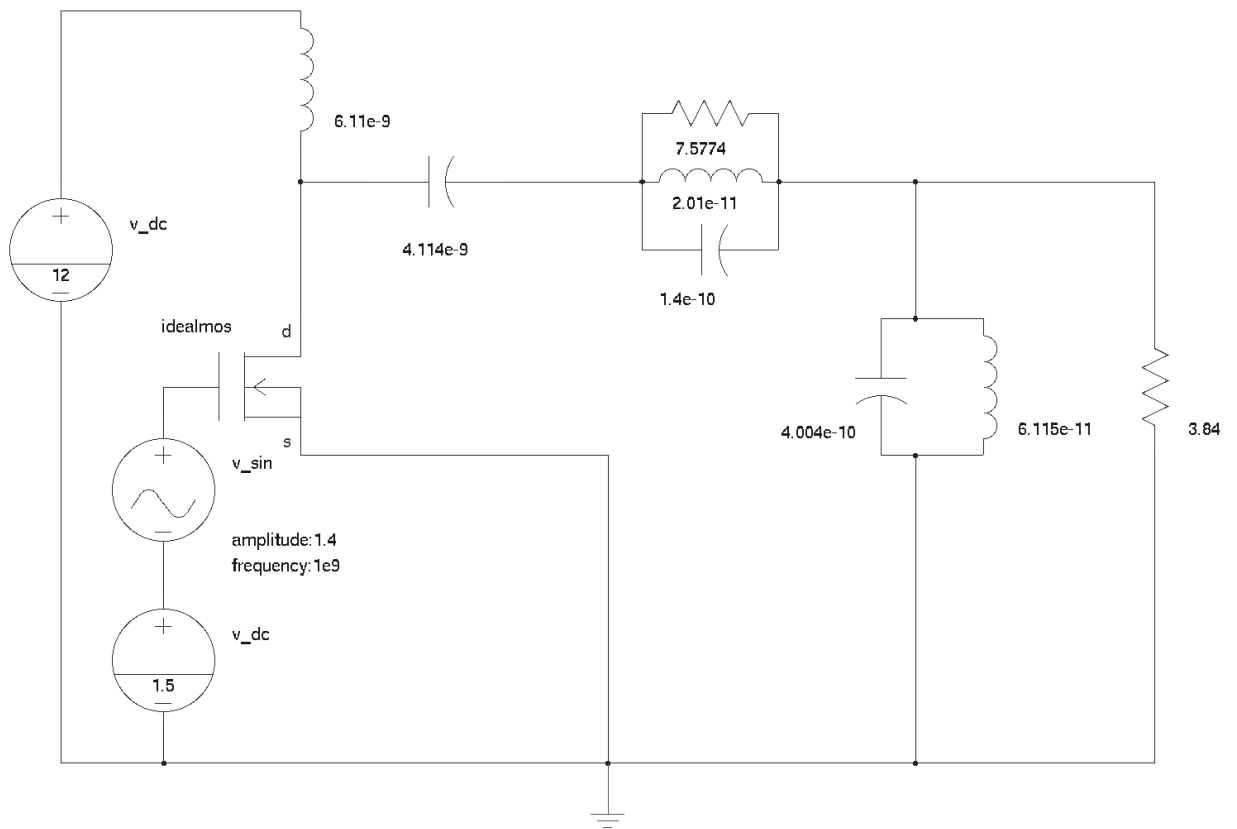 6.11e-9
7.5774
2.01e-11
v_dc
4.114e-9
12
1.4e-10
idealmos
d
4.004e-10
6.115e-11
3.84
s
v_sin
amplitude:1.4
frequency:1e9
v_dc
1.5